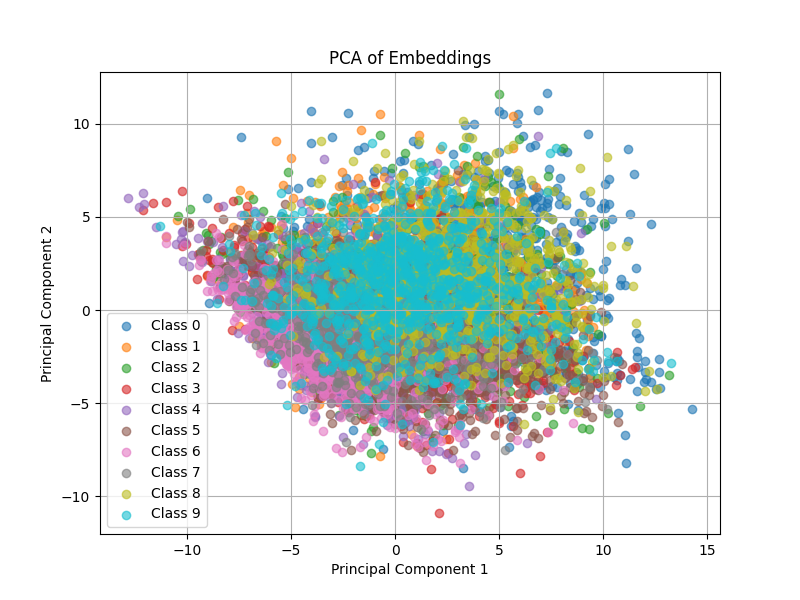 PCA of Embeddings
Principal Component 2
10
5
0
−5
−10
Class 0
Class 1
Class 2
Class 3
Class 4
Class 5
Class 6
Class 7
Class 8
Class 9
−10 −5 0 5 10 15
Principal Component 1